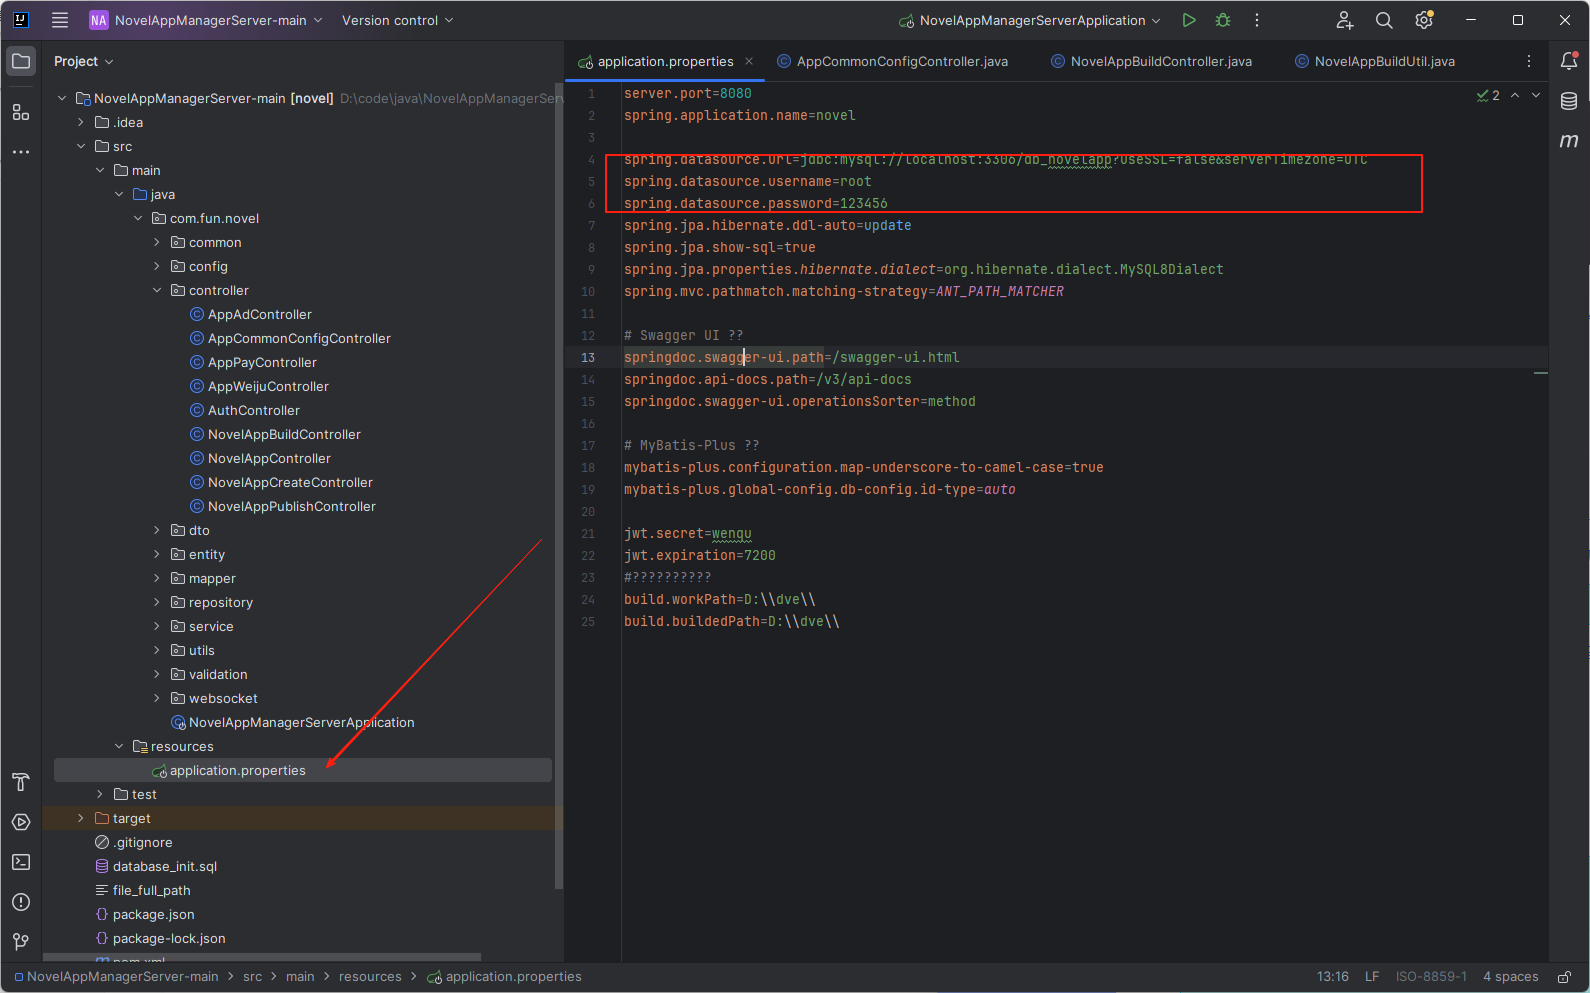 NA NovelAppManagerServer-main Version control NovelAppManagerServerApplication
Project
application.properties AppCommonConfigController.java NovelAppBuildController.java NovelAppBuildUtil.java
NovelAppManagerServer-main [novel] D:\code\java\NovelAppManagerSer
.idea
src
main
java
com.fun.novel
common
config
controller
AppAdController
AppCommonConfigController
AppPayController
AppWeijuController
AuthController
NovelAppBuildController
NovelAppController
NovelAppCreateController
NovelAppPublishController
dto
entity
mapper
repository
service
utils
validation
websocket
NovelAppManagerServerApplication
resources
application.properties
test
target
.gitignore
database_init.sql
file_full_path
package.json
package-lock.json
pom.xml
2
1 server.port=8080
2 spring.application.name=novel
3
4 spring.datasource.url=jdbc:mysql://localhost:3306/db_novelapp?useSSL=false&serverTimezone=UTC
5 spring.datasource.username=root
6 spring.datasource.password=123456
7 spring.jpa.hibernate.ddl-auto=update
8 spring.jpa.show-sql=true
9 spring.jpa.properties.hibernate.dialect=org.hibernate.dialect.MySQL8Dialect
10 spring.mvc.pathmatch.matching-strategy=ANT_PATH_MATCHER
11
12 # Swagger UI ??
13 springdoc.swagger-ui.path=/swagger-ui.html
14 springdoc.api-docs.path=/v3/api-docs
15 springdoc.swagger-ui.operationsSorter=method
16
17 # MyBatis-Plus ??
18 mybatis-plus.configuration.map-underscore-to-camel-case=true
19 mybatis-plus.global-config.db-config.id-type=auto
20
21 jwt.secret=wenqu
22 jwt.expiration=7200
23 #??????????
24 build.workPath=D:\\dve\\
25 build.buildedPath=D:\\dve\\
NovelAppManagerServer-main > src > main > resources > application.properties
13:16 LF ISO-8859-1 4 spaces